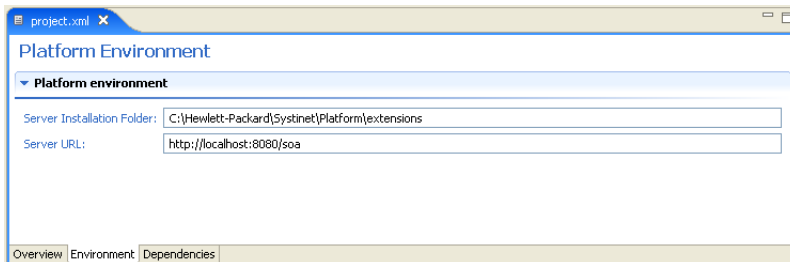 project.xml
Platform Environment
Platform environment
Server Installation Folder: C:\Hewlett-Packard\Systinet\Platform\extensions
Server URL: http://localhost:8080/soa
Overview Environment Dependencies